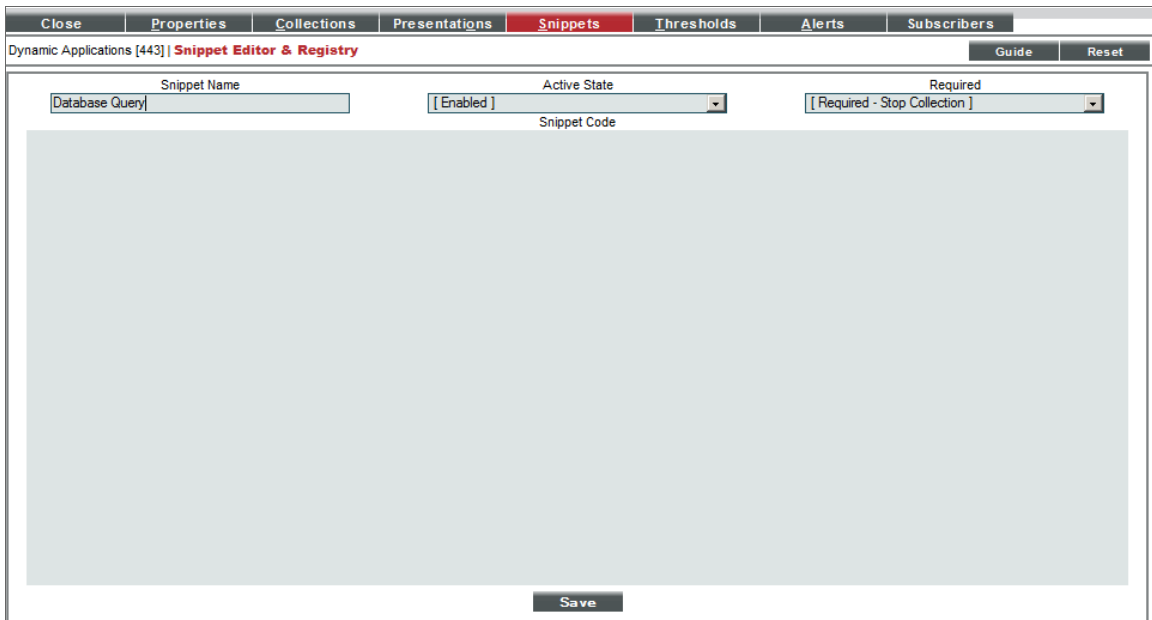 Close Properties Collections Presentations Snippets Thresholds Alerts Subscribers
Dynamic Applications [443] | Snippet Editor & Registry Guide Reset
Snippet Name Active State Required
Database Query [ Enabled ] [ Required - Stop Collection ]
Snippet Code
Save